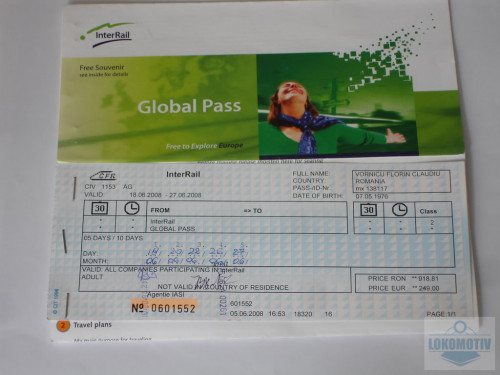 InterRail
Free Souvenir
see inside for details
Global Pass
Free to Explore Europe
CFR InterRail
CIV 1153 AG
VALID 18.06.2008 - 27.06.2008
FULL NAME VORNICU FLORIN CLAUDIU
COUNTRY ROMANIA
PASS-/ID-Nr mx 138117
DATE OF BIRTH 07.05.1976
30 FROM >> TO 30 Class
InterRail 2
GLOBAL PASS
05 DAYS / 10 DAYS
DAY
MONTH:
VALID: ALL COMPANIES PARTICIPATING IN InterRail
ADULT
NOT VALID IN COUNTRY OF RESIDENCE.
PRICE RON ** 918.81
PRICE EUR ** 249.00
Agentie IASI
№ 0601552
601552
05.06.2008 16:53 18320 16 PAGE 1/1
2 Travel plans
LOKOMOTIV